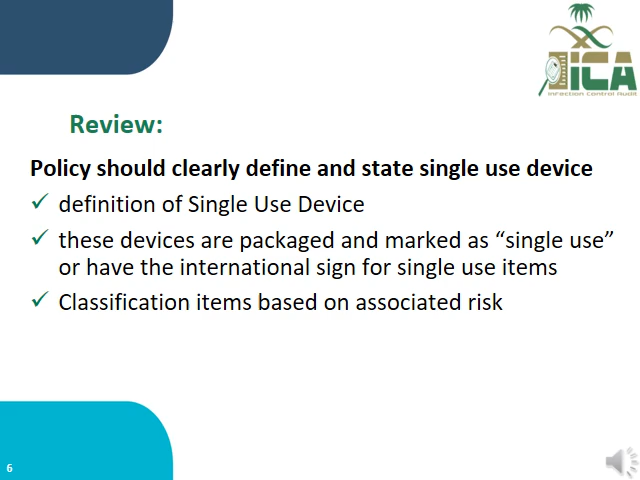 iCA
Infection Control Audit
Review:
Policy should clearly define and state single use device
✓ definition of Single Use Device
✓ these devices are packaged and marked as “single use”
or have the international sign for single use items
✓ Classification items based on associated risk
6